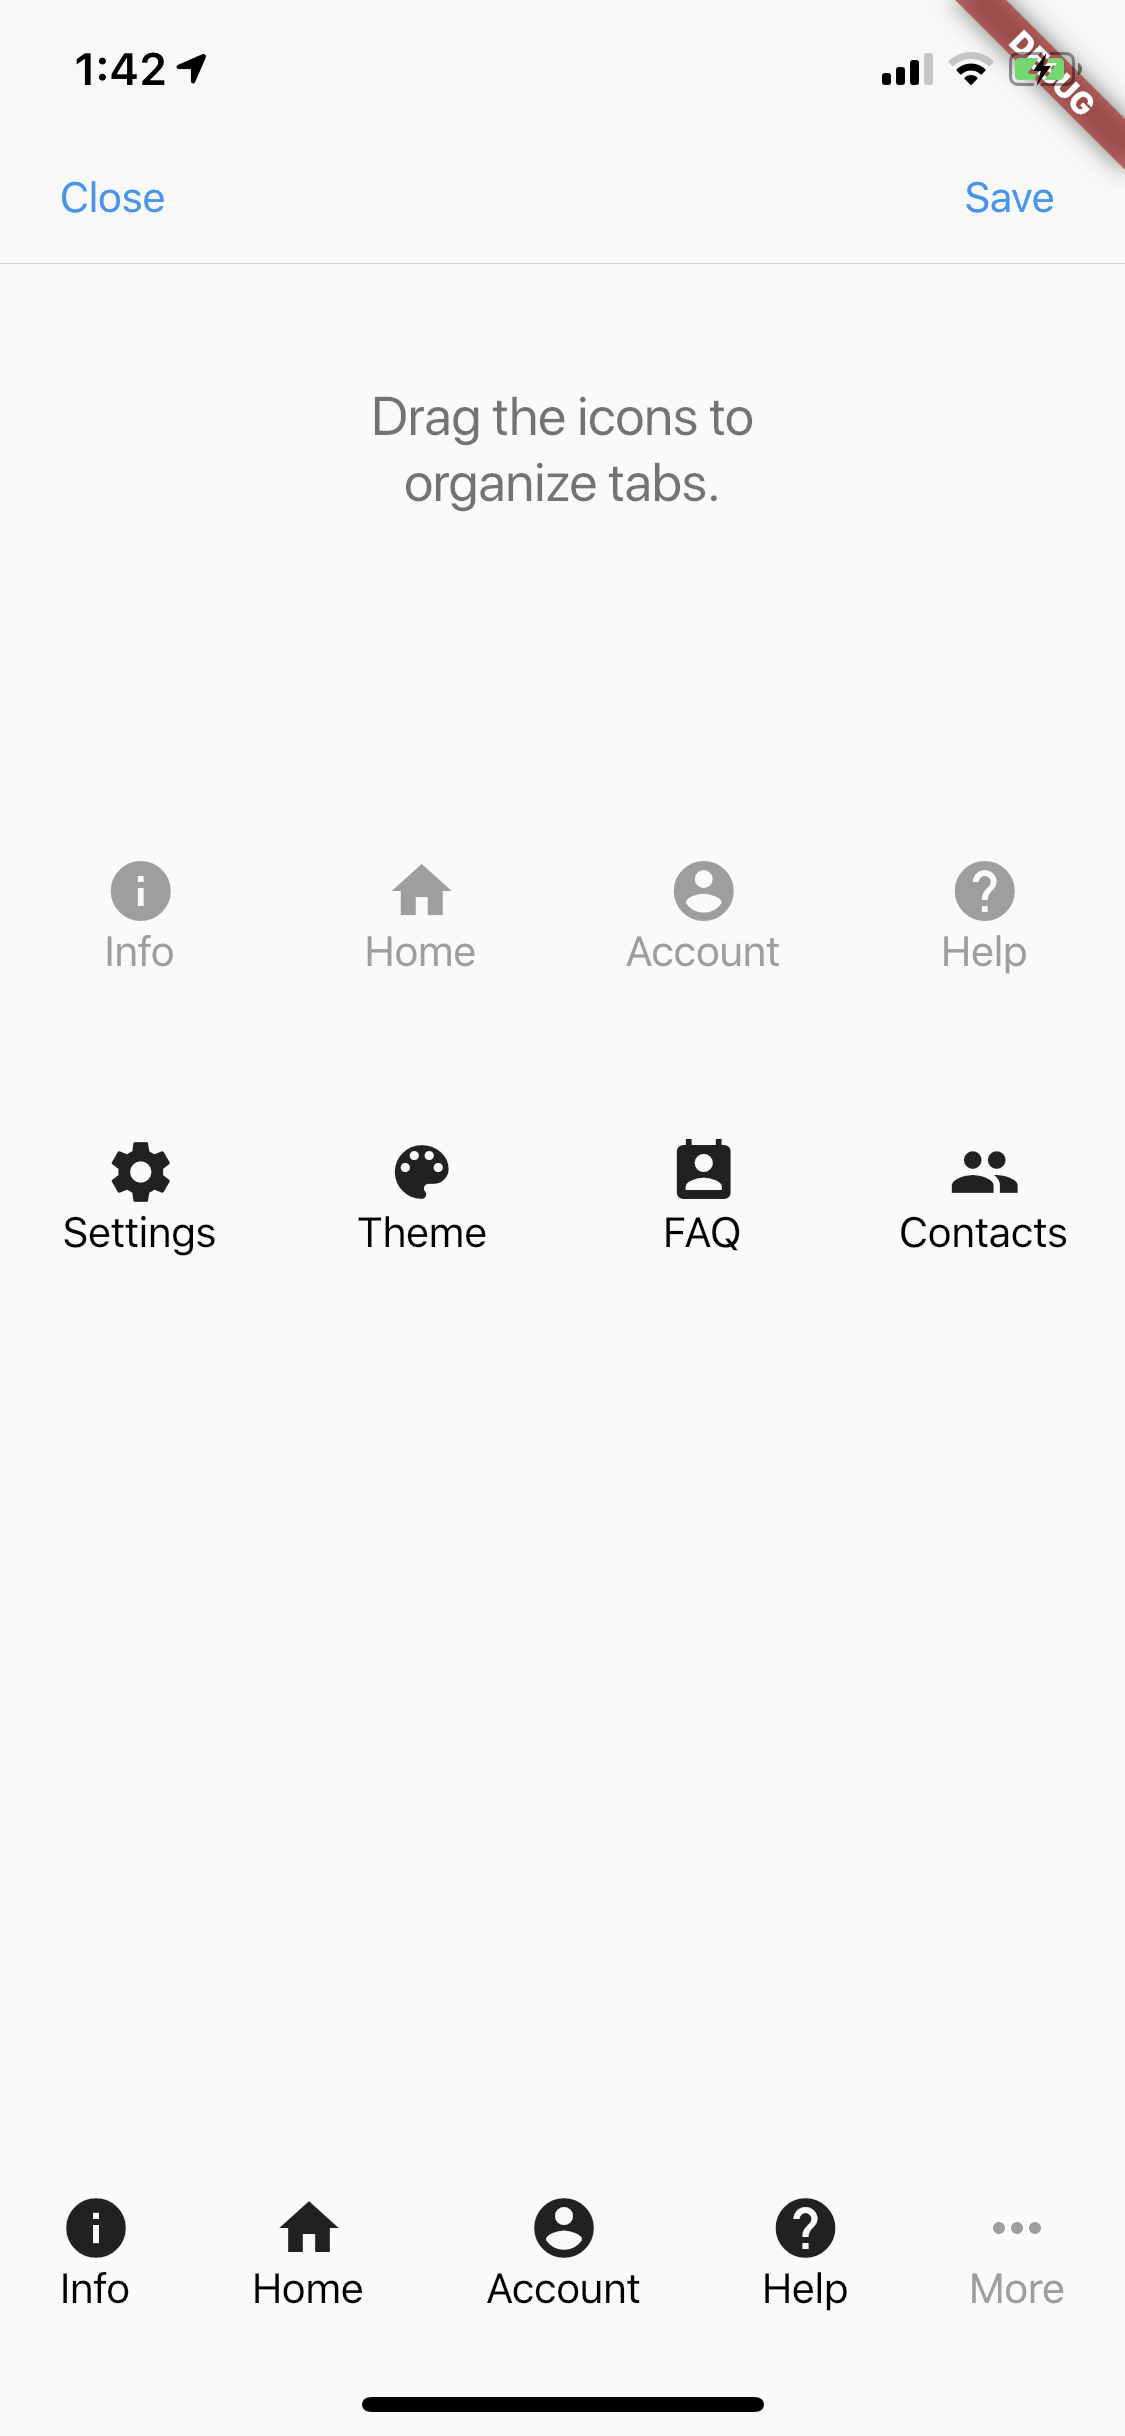 1:42
DEBUG
Close
Save
Drag the icons to
organize tabs.
Info
Home
Account
Help
Settings
Theme
FAQ
Contacts
Info
Home
Account
Help
More